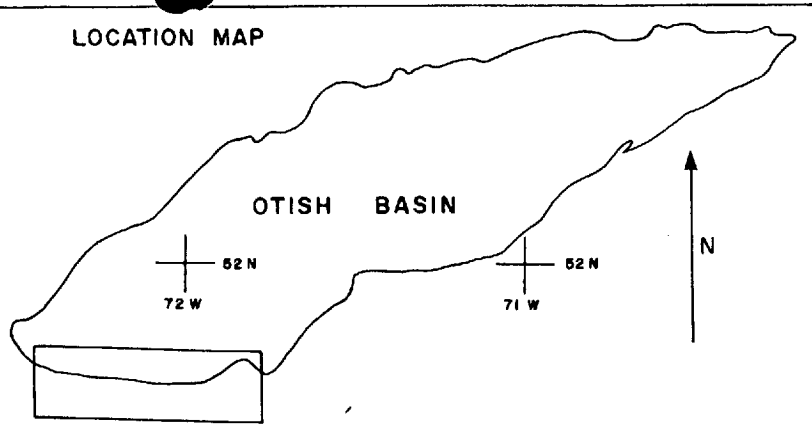 LOCATION MAP
OTISH BASIN
52 N
72 W
52 N
71 W
N